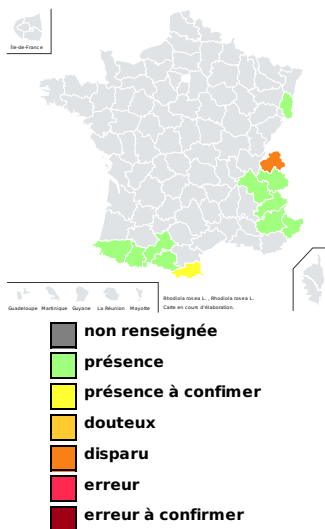 Île-de-France
Guadeloupe Martinique Guyane La Réunion Mayotte
Rhodiola rosea L. , Rhodiola rosea L.
Carte en cours d'élaboration.
non renseignée
présence
présence à confimer
douteux
disparu
erreur
erreur à confirmer